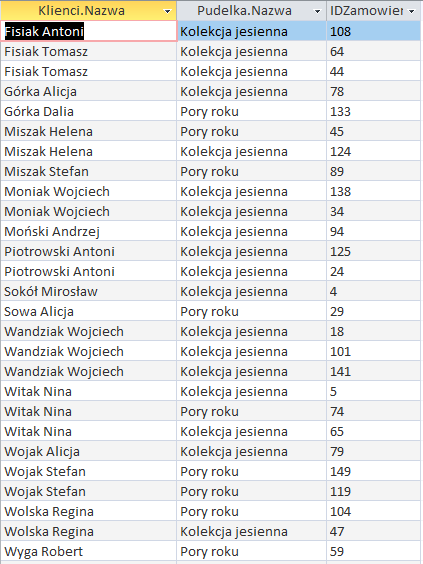 Klienci.Nazwa Pudelka.Nazwa IDZamowier
Fisiak Antoni Kolekcja jesienna 108
Fisiak Tomasz Kolekcja jesienna 64
Fisiak Tomasz Kolekcja jesienna 44
Górka Alicja Kolekcja jesienna 78
Górka Dalia Pory roku 133
Miszak Helena Pory roku 45
Miszak Helena Kolekcja jesienna 124
Miszak Stefan Pory roku 89
Moniak Wojciech Kolekcja jesienna 138
Moniak Wojciech Kolekcja jesienna 34
Moński Andrzej Kolekcja jesienna 94
Piotrowski Antoni Kolekcja jesienna 125
Piotrowski Antoni Kolekcja jesienna 24
Sokół Mirosław Kolekcja jesienna 4
Sowa Alicja Pory roku 29
Wandziak Wojciech Kolekcja jesienna 18
Wandziak Wojciech Kolekcja jesienna 101
Wandziak Wojciech Kolekcja jesienna 141
Witak Nina Kolekcja jesienna 5
Witak Nina Pory roku 74
Witak Nina Kolekcja jesienna 65
Wojak Alicja Kolekcja jesienna 79
Wojak Stefan Pory roku 149
Wojak Stefan Pory roku 119
Wolska Regina Pory roku 104
Wolska Regina Kolekcja jesienna 47
Wyga Robert Pory roku 59